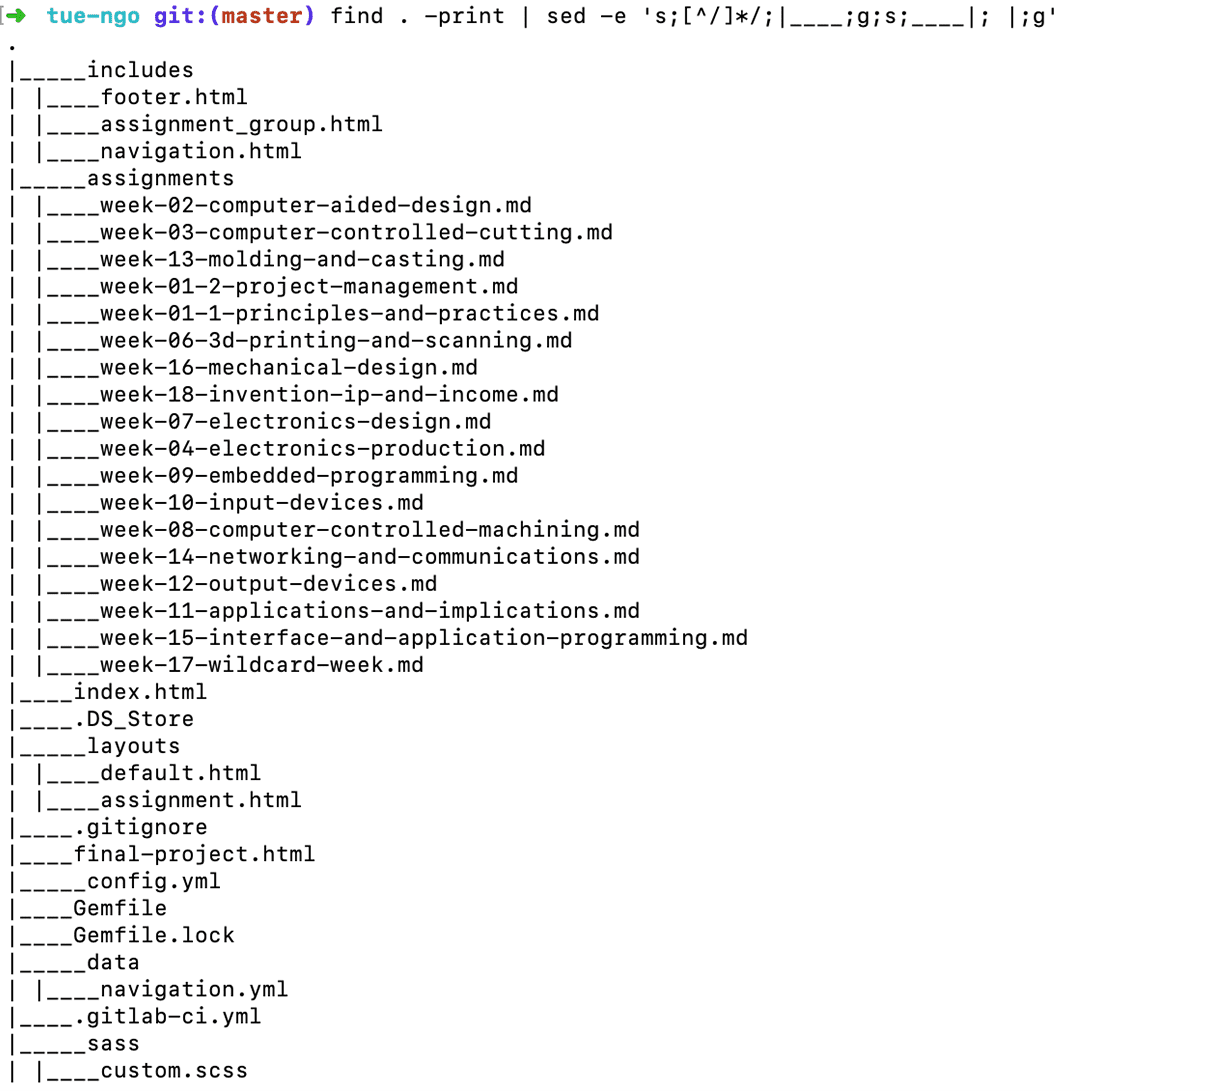 [➜  tue-ngo git:(master) find . -print | sed -e 's;[^/]*/;|____;g;s;____|; |;g'
.
|_____includes
| |____footer.html
| |____assignment_group.html
| |____navigation.html
|_____assignments
| |____week-02-computer-aided-design.md
| |____week-03-computer-controlled-cutting.md
| |____week-13-molding-and-casting.md
| |____week-01-2-project-management.md
| |____week-01-1-principles-and-practices.md
| |____week-06-3d-printing-and-scanning.md
| |____week-16-mechanical-design.md
| |____week-18-invention-ip-and-income.md
| |____week-07-electronics-design.md
| |____week-04-electronics-production.md
| |____week-09-embedded-programming.md
| |____week-10-input-devices.md
| |____week-08-computer-controlled-machining.md
| |____week-14-networking-and-communications.md
| |____week-12-output-devices.md
| |____week-11-applications-and-implications.md
| |____week-15-interface-and-application-programming.md
| |____week-17-wildcard-week.md
|____index.html
|____.DS_Store
|_____layouts
| |____default.html
| |____assignment.html
|____.gitignore
|____final-project.html
|_____config.yml
|____Gemfile
|____Gemfile.lock
|_____data
| |____navigation.yml
|____.gitlab-ci.yml
|_____sass
| |____custom.scss